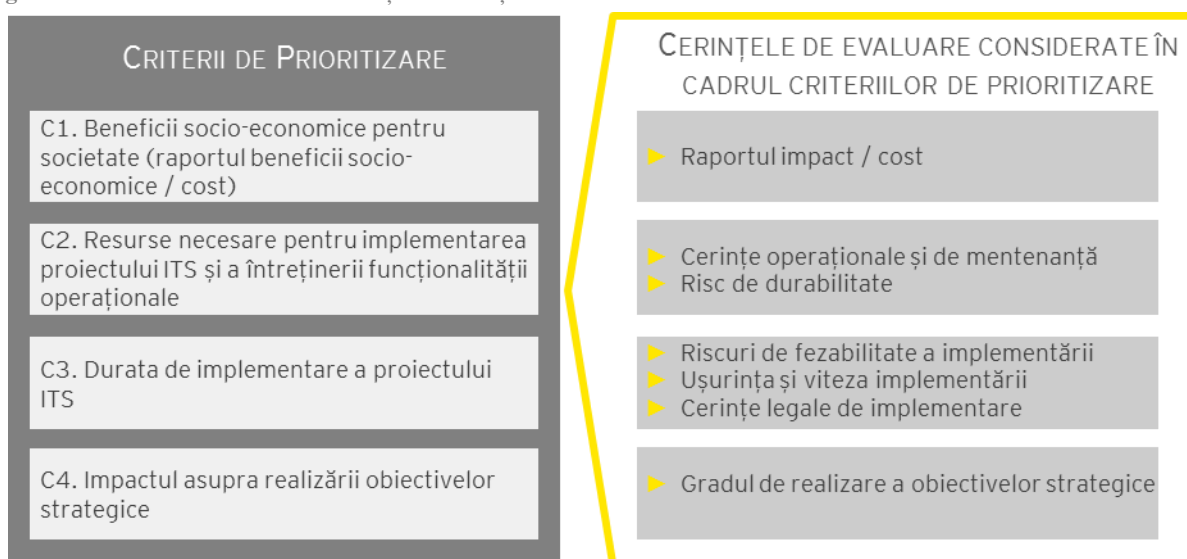 CRITERII DE PRIORITIZARE
C1. Beneficii socio-economice pentru
societate (raportul beneficii socio-
economice / cost)
C2. Resurse necesare pentru implementarea
proiectului ITS și a întreținerii funcționalității
operaționale
C3. Durata de implementare a proiectului
ITS
C4. Impactul asupra realizării obiectivelor
strategice
CERINȚELE DE EVALUARE CONSIDERATE ÎN
CADRUL CRITERIILOR DE PRIORITIZARE
► Raportul impact / cost
► Cerințe operaționale și de mentenanță
► Risc de durabilitate
► Riscuri de fezabilitate a implementării
► Ușurința și viteza implementării
► Cerințe legale de implementare
► Gradul de realizare a obiectivelor strategice